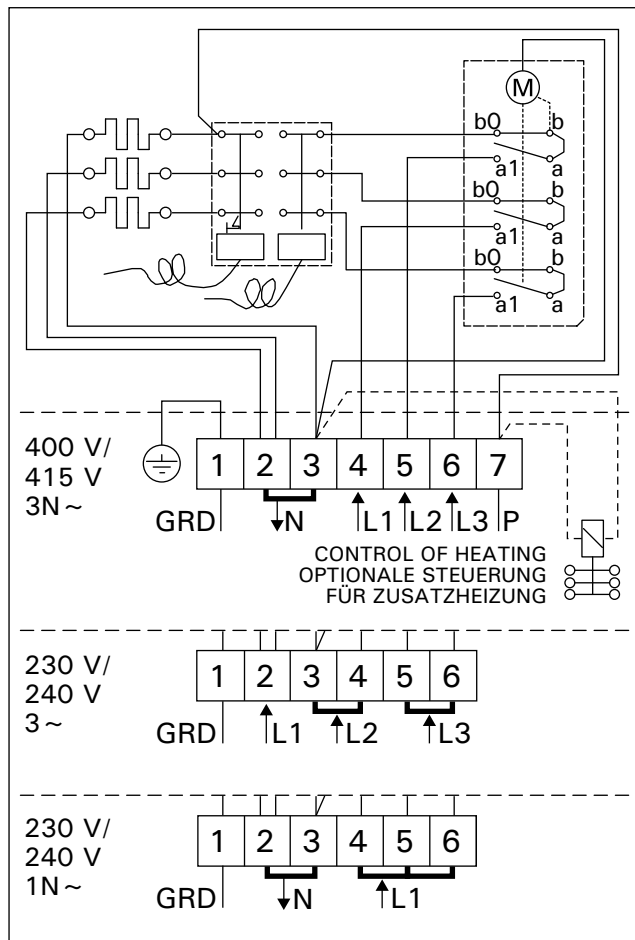 M
b0 b
a1 a
b0 b
a1 a
b0 b
a1 a
400 V/
415 V
3N~
1 2 3 4 5 6 7
GRD N L1 L2 L3 P
CONTROL OF HEATING
OPTIONALE STEUERUNG
FÜR ZUSATZHEIZUNG
230 V/
240 V
3~
1 2 3 4 5 6
GRD L1 L2 L3
230 V/
240 V
1N~
1 2 3 4 5 6
GRD N L1